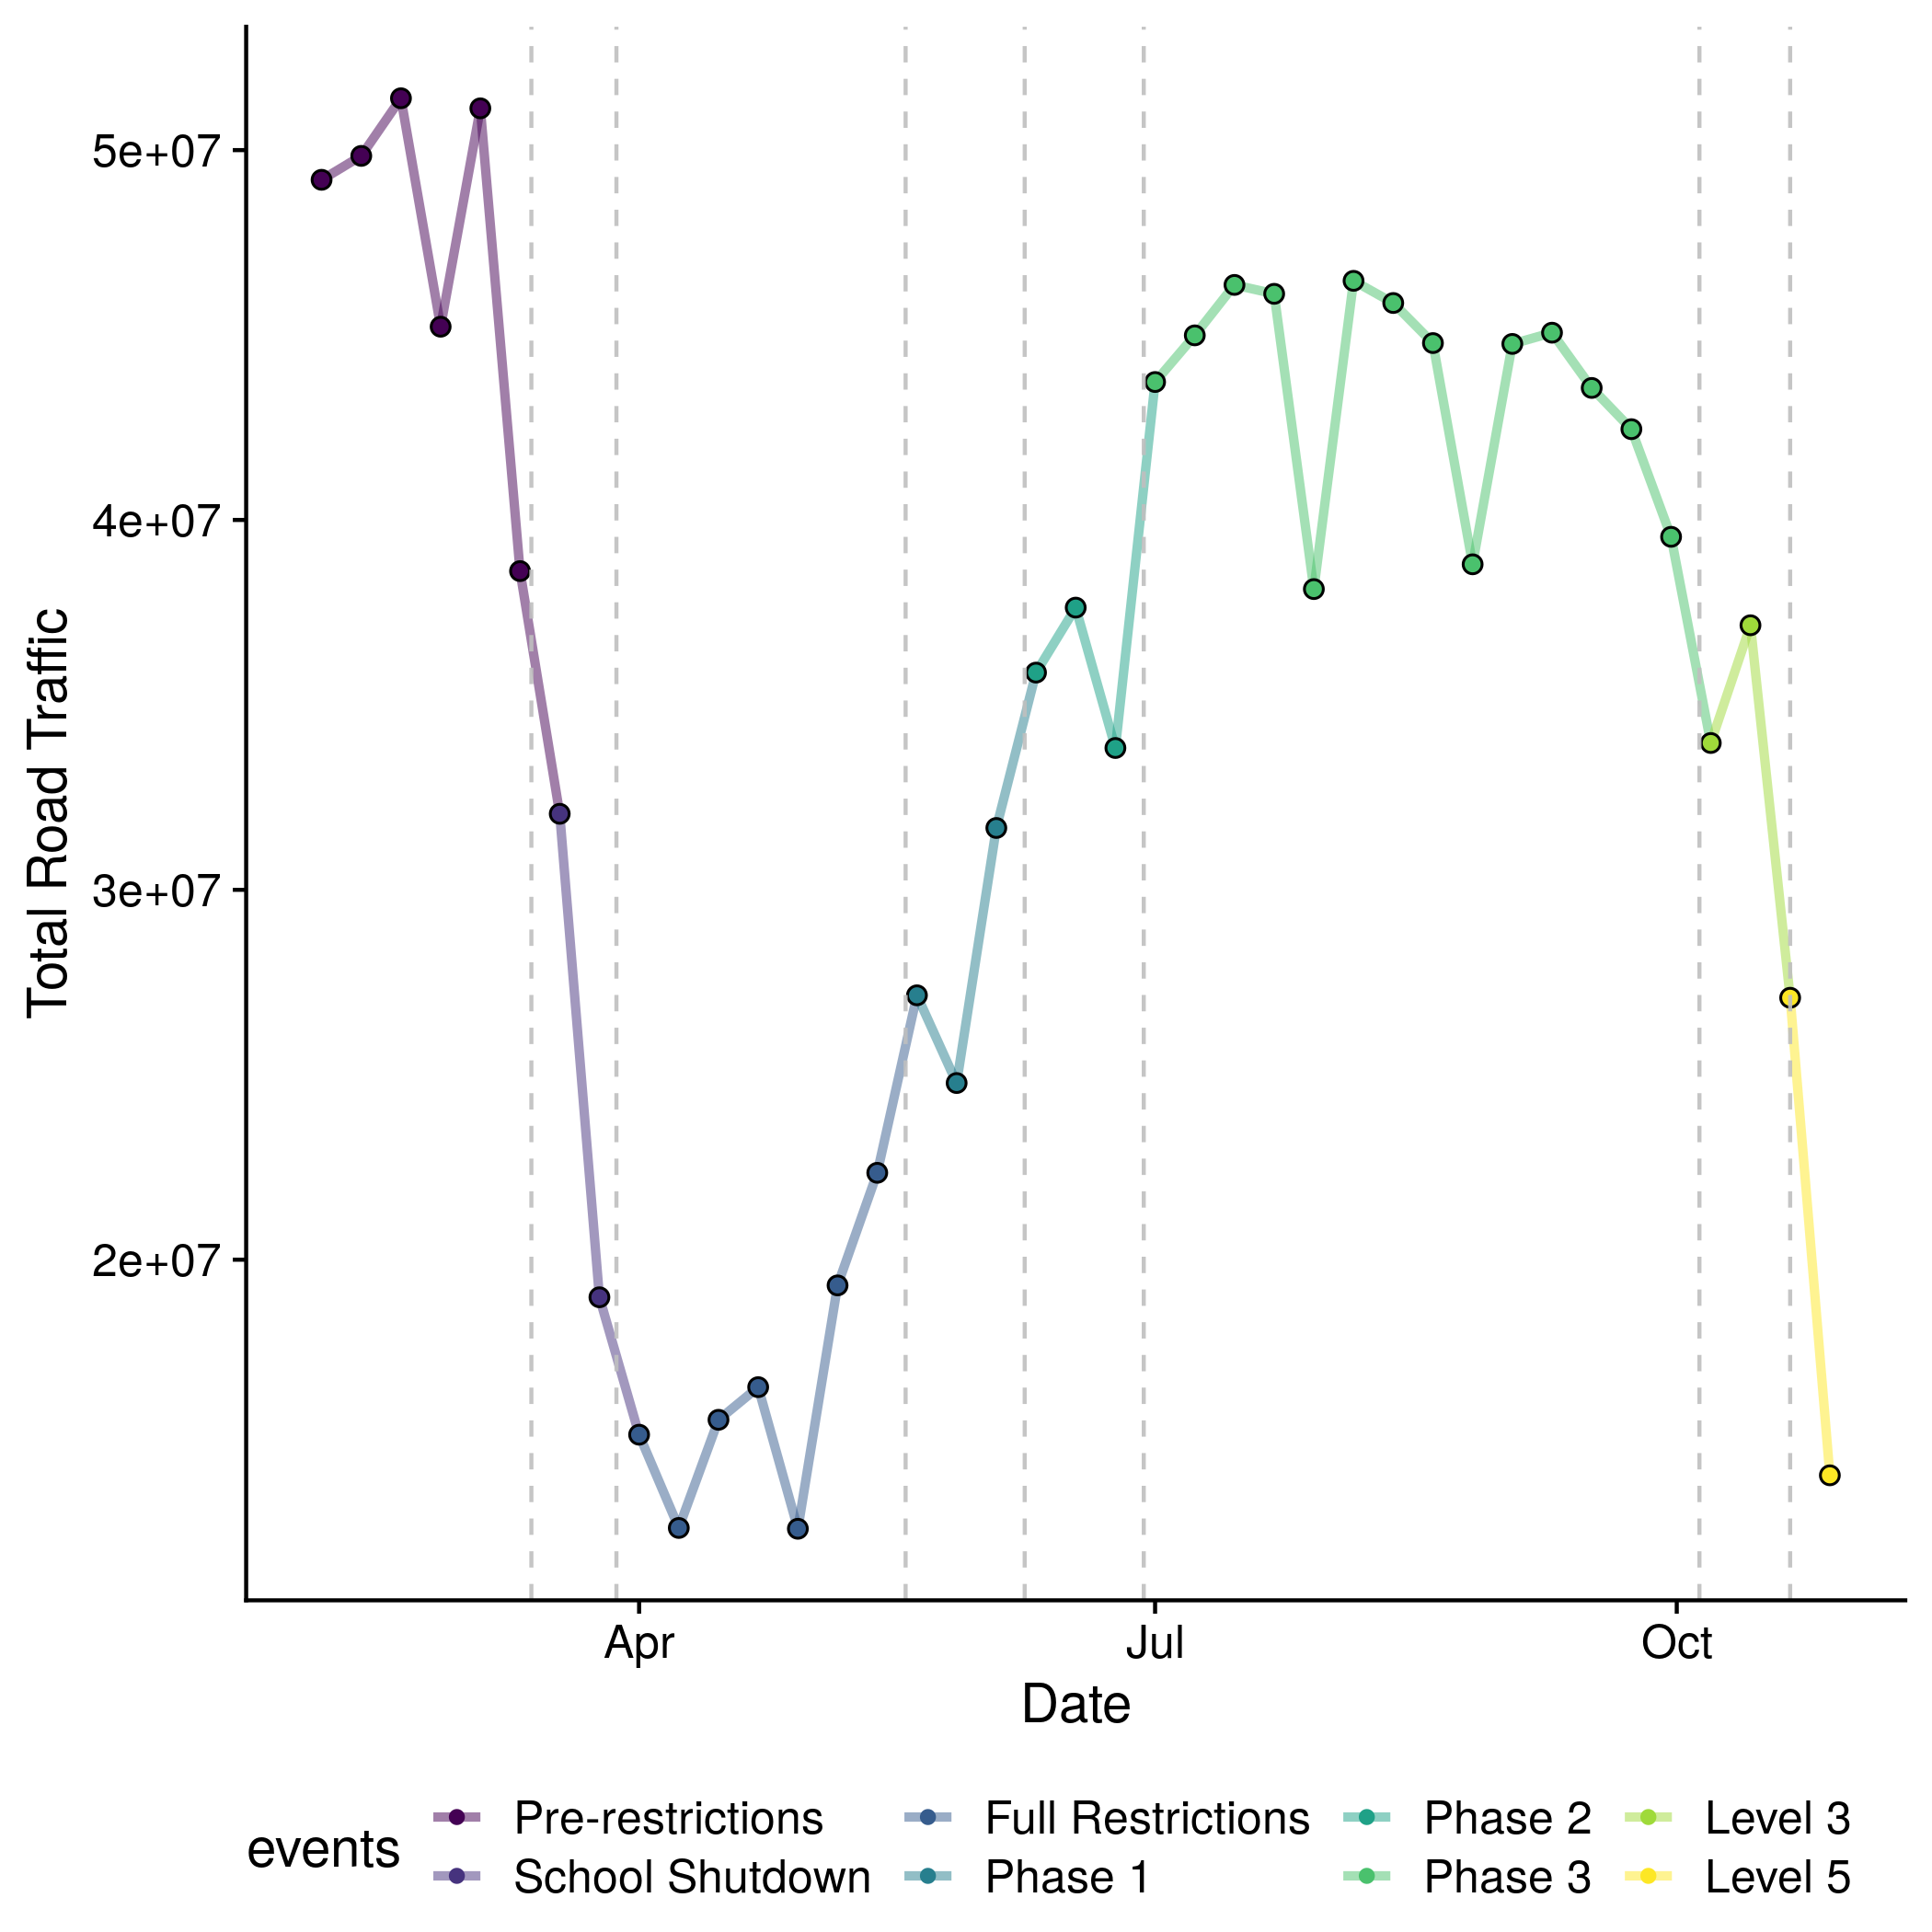 5e+07
4e+07
3e+07
2e+07
Total Road Traffic
Apr Jul Oct
Date
events
Pre-restrictions Full Restrictions Phase 2 Level 3
School Shutdown Phase 1 Phase 3 Level 5